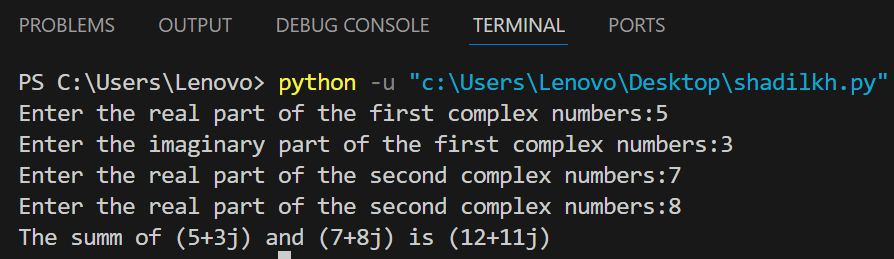 PROBLEMS OUTPUT DEBUG CONSOLE TERMINAL PORTS
PS C:\Users\Lenovo> python -u "c:\Users\Lenovo\Desktop\shadilkh.py"
Enter the real part of the first complex numbers:5
Enter the imaginary part of the first complex numbers:3
Enter the real part of the second complex numbers:7
Enter the real part of the second complex numbers:8
The summ of (5+3j) and (7+8j) is (12+11j)